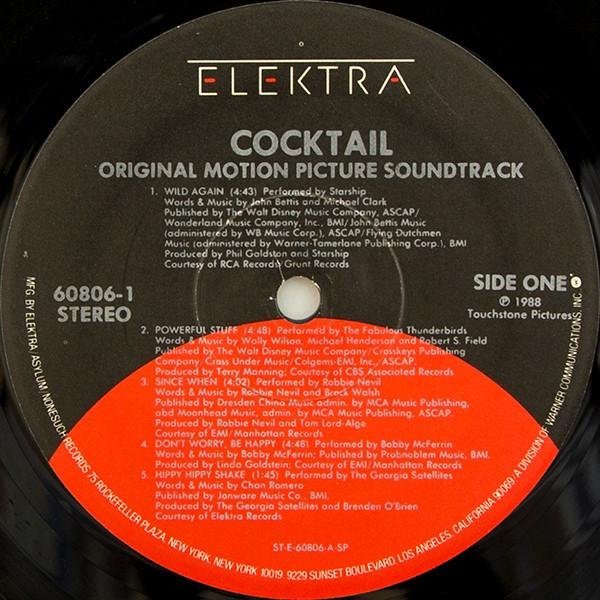 ELEKTRA
COCKTAIL
ORIGINAL MOTION PICTURE SOUNDTRACK
1. WILD AGAIN (4:43) Performed by Starship
Words & Music by John Bettis and Michael Clark
Published by The Walt Disney Music Company, ASCAP/
Wonderland Music Company, Inc., BMI/John Bettis Music
(administered by WB Music Corp.), ASCAP/Flying Dutchmen
Music (administered by Warner-Tamerlane Publishing Corp.), BMI
Produced by Phil Galdston and Starship
Courtesy of RCA Records/Grunt Records
60806-1
STEREO
SIDE ONE
℗ 1988
Touchstone Pictures
2. POWERFUL STUFF (4:48) Performed by The Fabulous Thunderbirds
Words & Music by Wally Wilson, Michael Henderson and Robert S. Field
Published by The Walt Disney Music Company/Crosskeys Publishing
Company, Cross Under Music/Colgems-EMI, Inc., ASCAP.
Produced by Terry Manning; Courtesy of CBS Associated Records
3. SINCE WHEN (4:02) Performed by Robbie Nevil
Words & Music by Robbie Nevil and Brock Walsh
Published by Dresden China Music admin. by MCA Music Publishing, ASCAP.
abd Moonhead Music, admin. by MCA Music Publishing, ASCAP.
Produced by Robbie Nevil and Tom Lord-Alge
Courtesy of EMI/Manhattan Records
4. DON'T WORRY, BE HAPPY (4:48) Performed by Bobby McFerrin
Words & Music by Bobby McFerrin; Published by Probnoblem Music, BMI.
Produced by Linda Goldstein; Courtesy of EMI/Manhattan Records
5. HIPPY HIPPY SHAKE (1:45) Performed by The Georgia Satellites
Words & Music by Chan Romero
Published by Jonware Music Co., BMI.
Produced by The Georgia Satellites and Brenden O'Brien
Courtesy of Elektra Records
ST-E-60806-A-SP
MFG. BY ELEKTRA/ASYLUM/NONESUCH RECORDS 75 ROCKEFELLER PLAZA, NEW YORK, NEW YORK 10019. 9229 SUNSET BOULEVARD, LOS ANGELES, CALIFORNIA 90069. A DIVISION OF WARNER COMMUNICATIONS, INC.